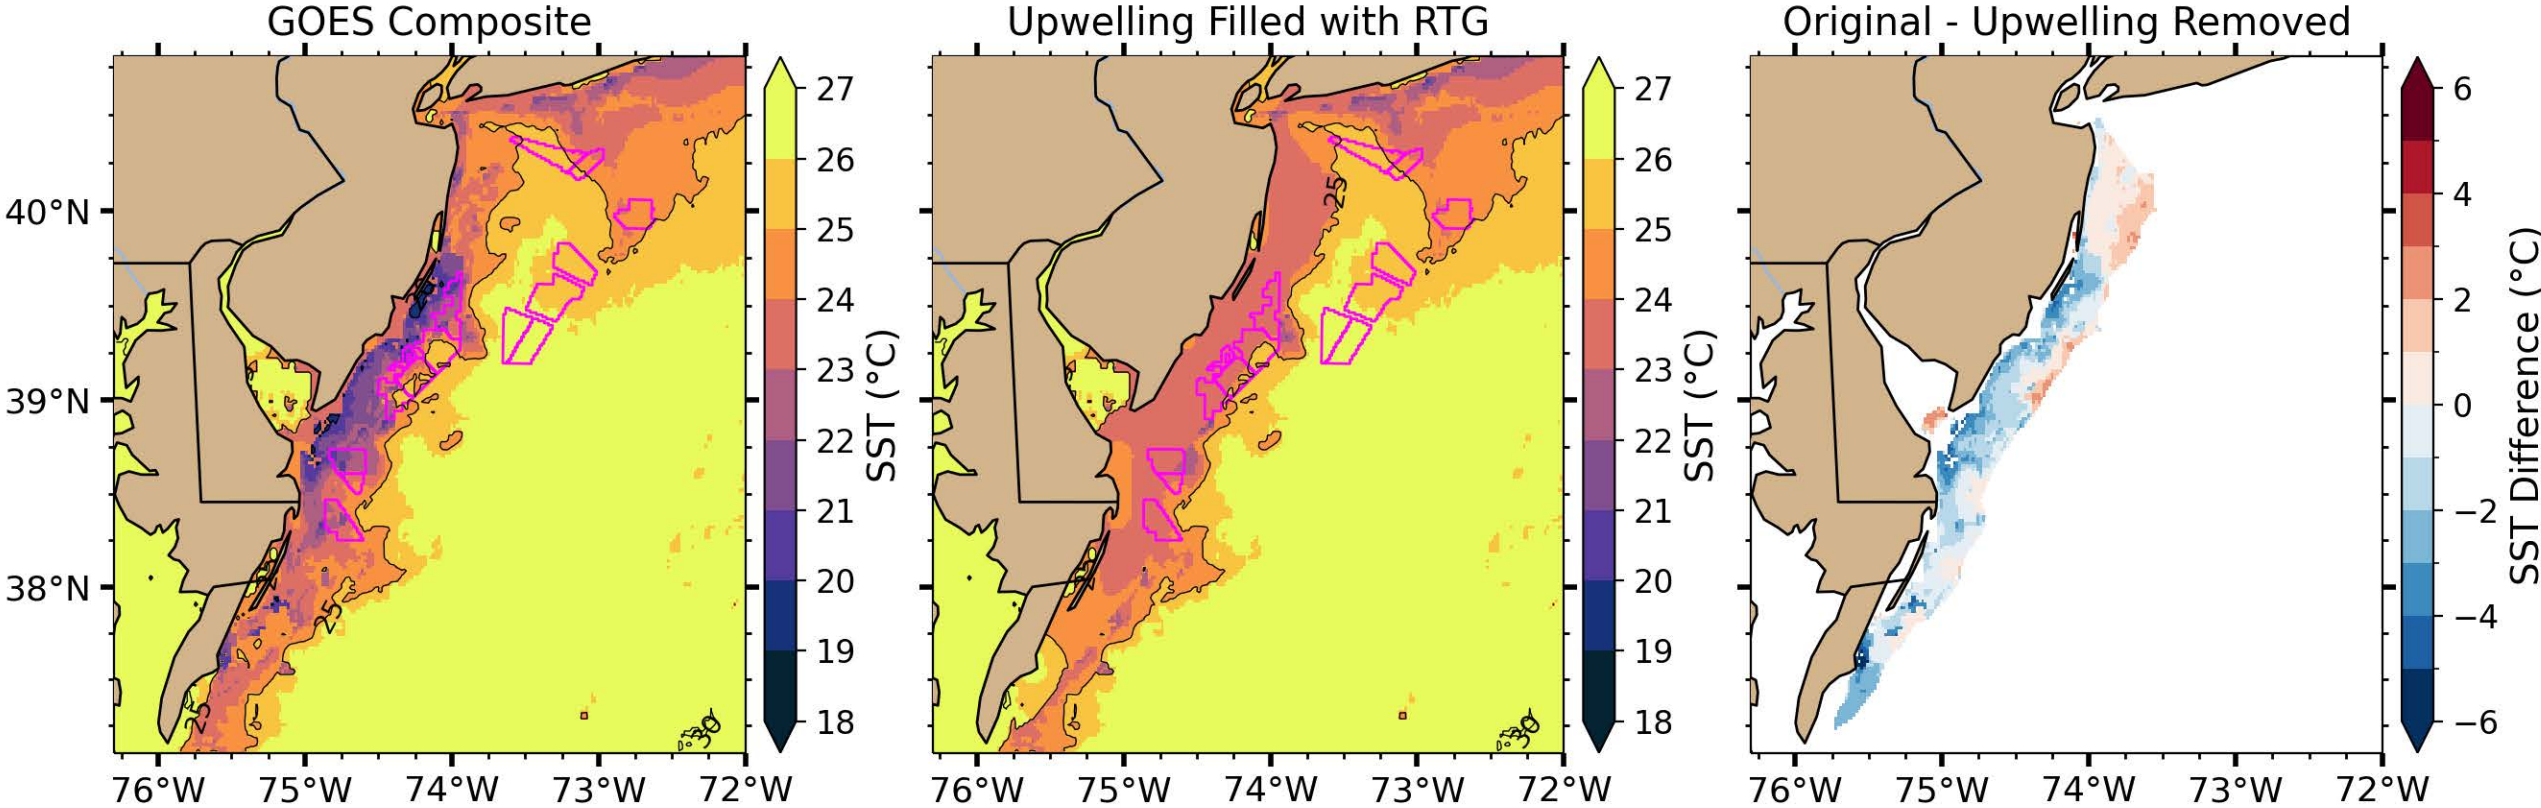 GOES Composite
Upwelling Filled with RTG
Original - Upwelling Removed
40°N
39°N
38°N
76°W
75°W
74°W
73°W
72°W
25
25
30
27
26
25
24
23
22
21
20
19
18
SST (°C)
76°W
75°W
74°W
73°W
72°W
25
30
27
26
25
24
23
22
21
20
19
18
SST (°C)
76°W
75°W
74°W
73°W
72°W
6
4
2
0
−2
−4
−6
SST Difference (°C)